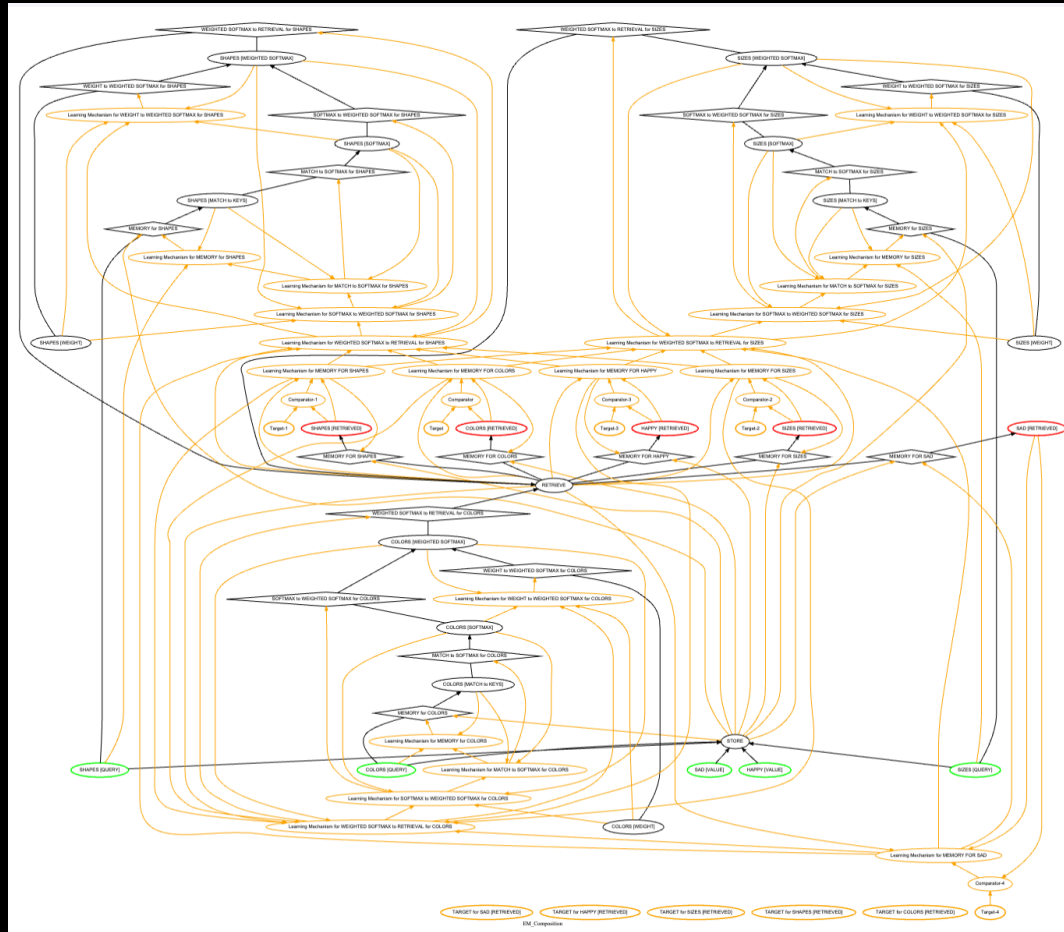 WEIGHTED SOFTMAX to RETRIEVAL for SHAPES
WEIGHTED SOFTMAX to RETRIEVAL for SIZES
SHAPES [WEIGHTED SOFTMAX]
SIZES [WEIGHTED SOFTMAX]
WEIGHT to WEIGHTED SOFTMAX for SHAPES
WEIGHT to WEIGHTED SOFTMAX for SIZES
Learning Mechanism for WEIGHT to WEIGHTED SOFTMAX for SHAPES
SOFTMAX to WEIGHTED SOFTMAX for SHAPES
SOFTMAX to WEIGHTED SOFTMAX for SIZES
Learning Mechanism for WEIGHT to WEIGHTED SOFTMAX for SIZES
SHAPES [SOFTMAX]
SIZES [SOFTMAX]
MATCH to SOFTMAX for SHAPES
MATCH to SOFTMAX for SIZES
SHAPES [MATCH to KEYS]
SIZES [MATCH to KEYS]
MEMORY for SHAPES
MEMORY for SIZES
Learning Mechanism for MEMORY for SHAPES
Learning Mechanism for MEMORY for SIZES
Learning Mechanism for MATCH to SOFTMAX for SHAPES
Learning Mechanism for MATCH to SOFTMAX for SIZES
Learning Mechanism for SOFTMAX to WEIGHTED SOFTMAX for SHAPES
Learning Mechanism for SOFTMAX to WEIGHTED SOFTMAX for SIZES
SHAPES [WEIGHT]
Learning Mechanism for WEIGHTED SOFTMAX to RETRIEVAL for SHAPES
Learning Mechanism for WEIGHTED SOFTMAX to RETRIEVAL for SIZES
SIZES [WEIGHT]
Learning Mechanism for MEMORY FOR SHAPES
Learning Mechanism for MEMORY FOR COLORS
Learning Mechanism for MEMORY FOR HAPPY
Learning Mechanism for MEMORY FOR SIZES
Comparator-1
Comparator
Comparator-3
Comparator-2
Target-1
SHAPES [RETRIEVED]
Target
COLORS [RETRIEVED]
Target-3
HAPPY [RETRIEVED]
Target-2
SIZES [RETRIEVED]
SAD [RETRIEVED]
MEMORY FOR SHAPES
MEMORY FOR COLORS
MEMORY FOR HAPPY
MEMORY FOR SIZES
MEMORY FOR SAD
RETRIEVE
WEIGHTED SOFTMAX to RETRIEVAL for COLORS
COLORS [WEIGHTED SOFTMAX]
WEIGHT to WEIGHTED SOFTMAX for COLORS
SOFTMAX to WEIGHTED SOFTMAX for COLORS
Learning Mechanism for WEIGHT to WEIGHTED SOFTMAX for COLORS
COLORS [SOFTMAX]
MATCH to SOFTMAX for COLORS
COLORS [MATCH to KEYS]
MEMORY for COLORS
Learning Mechanism for MEMORY for COLORS
STORE
SHAPES [QUERY]
COLORS [QUERY]
Learning Mechanism for MATCH to SOFTMAX for COLORS
SAD [VALUE]
HAPPY [VALUE]
SIZES [QUERY]
Learning Mechanism for SOFTMAX to WEIGHTED SOFTMAX for COLORS
Learning Mechanism for WEIGHTED SOFTMAX to RETRIEVAL for COLORS
COLORS [WEIGHT]
Learning Mechanism for MEMORY FOR SAD
Comparator-4
TARGET for SAD [RETRIEVED]
TARGET for HAPPY [RETRIEVED]
TARGET for SIZES [RETRIEVED]
TARGET for SHAPES [RETRIEVED]
TARGET for COLORS [RETRIEVED]
Target-4
EM_Composition